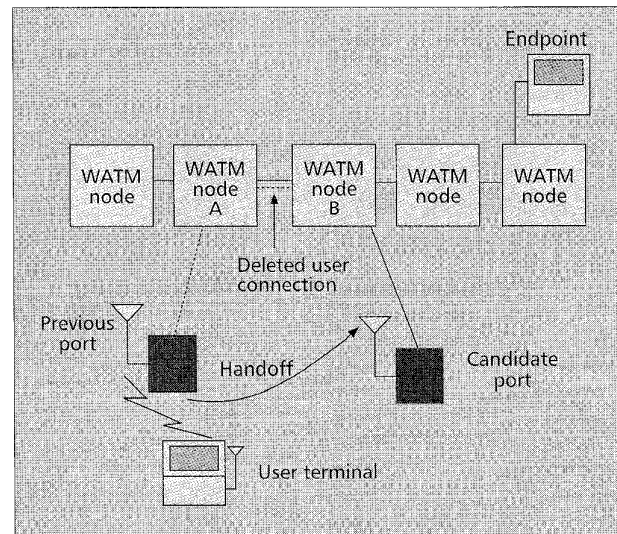 Endpoint
WATM
node
WATM
node
A
WATM
node
B
WATM
node
WATM
node
Deleted user
connection
Previous
port
Handoff
Candidate
port
User terminal